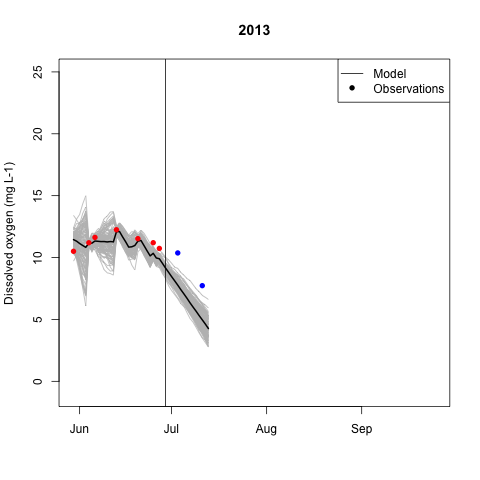 2013
Model
Observations
Dissolved oxygen (mg L-1)
25
20
15
10
5
0
Jun
Jul
Aug
Sep